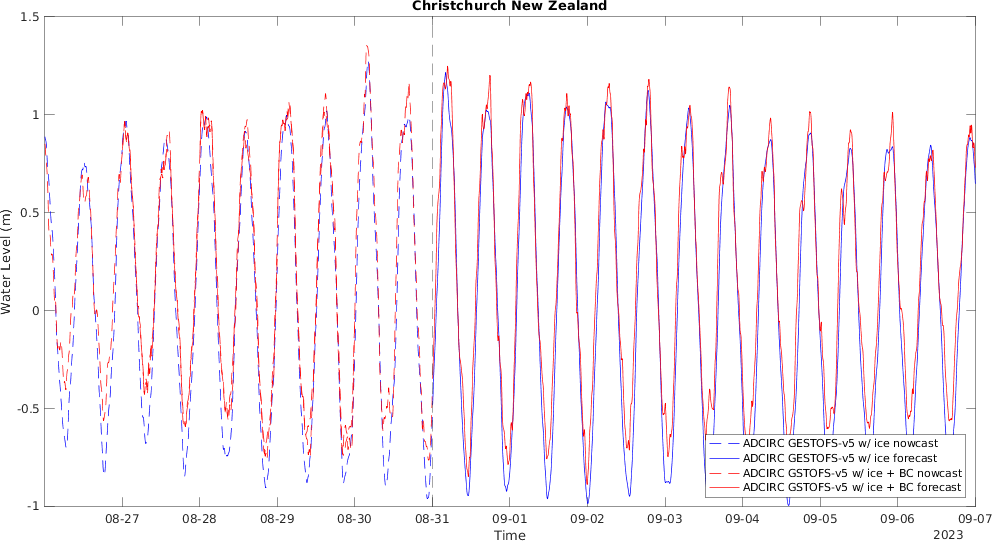 Christchurch New Zealand
1.5
1
0.5
0
-0.5
-1
Water Level (m)
ADCIRC GESTOFS-v5 w/ ice nowcast
ADCIRC GESTOFS-v5 w/ ice forecast
ADCIRC GSTOFS-v5 w/ ice + BC nowcast
ADCIRC GSTOFS-v5 w/ ice + BC forecast
08-27 08-28 08-29 08-30 08-31 09-01 09-02 09-03 09-04 09-05 09-06 09-07
Time
2023